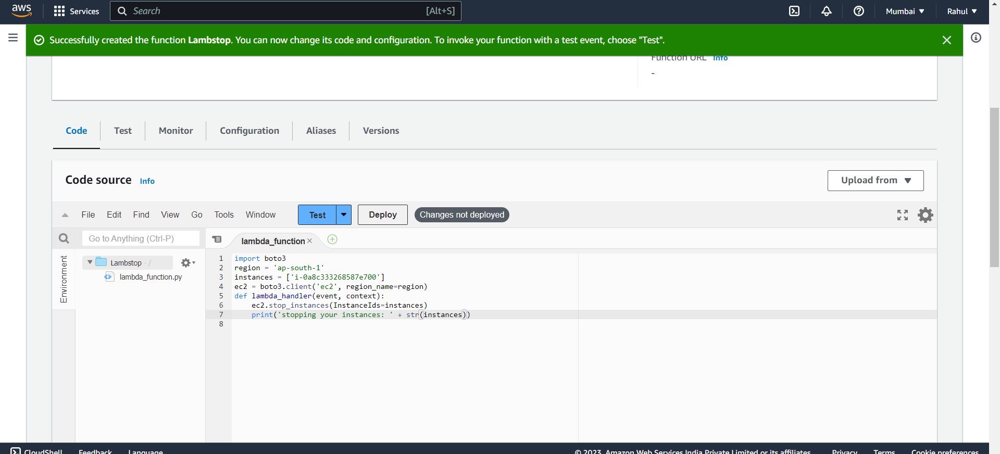 aws Services Search [Alt+S] Mumbai Rahul
Successfully created the function Lambstop. You can now change its code and configuration. To invoke your function with a test event, choose "Test".
Function URL Info
-
Code Test Monitor Configuration Aliases Versions
Code source Info Upload from
File Edit Find View Go Tools Window Test Deploy Changes not deployed
Go to Anything (Ctrl-P) lambda_function
Environment
Lambstop - /
lambda_function.py
1 import boto3
2 region = 'ap-south-1'
3 instances = ['i-0a8c333268587e700']
4 ec2 = boto3.client('ec2', region_name=region)
5 def lambda_handler(event, context):
6 ec2.stop_instances(InstanceIds=instances)
7 print('stopping your instances: ' + str(instances))
8
CloudShell Feedback Language © 2023, Amazon Web Services India Private Limited or its affiliates. Privacy Terms Cookie preferences